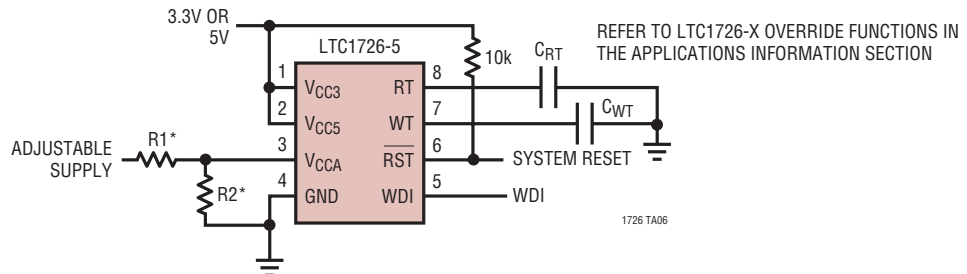 3.3V OR
5V
REFER TO LTC1726-X OVERRIDE FUNCTIONS IN
THE APPLICATIONS INFORMATION SECTION
LTC1726-5
10k
CRT
CWT
1
VCC3
RT
8
2
VCC5
WT
7
ADJUSTABLE
SUPPLY
R1*
3
VCCA
RST
6
SYSTEM RESET
R2*
4
GND
WDI
5
WDI
1726 TA06